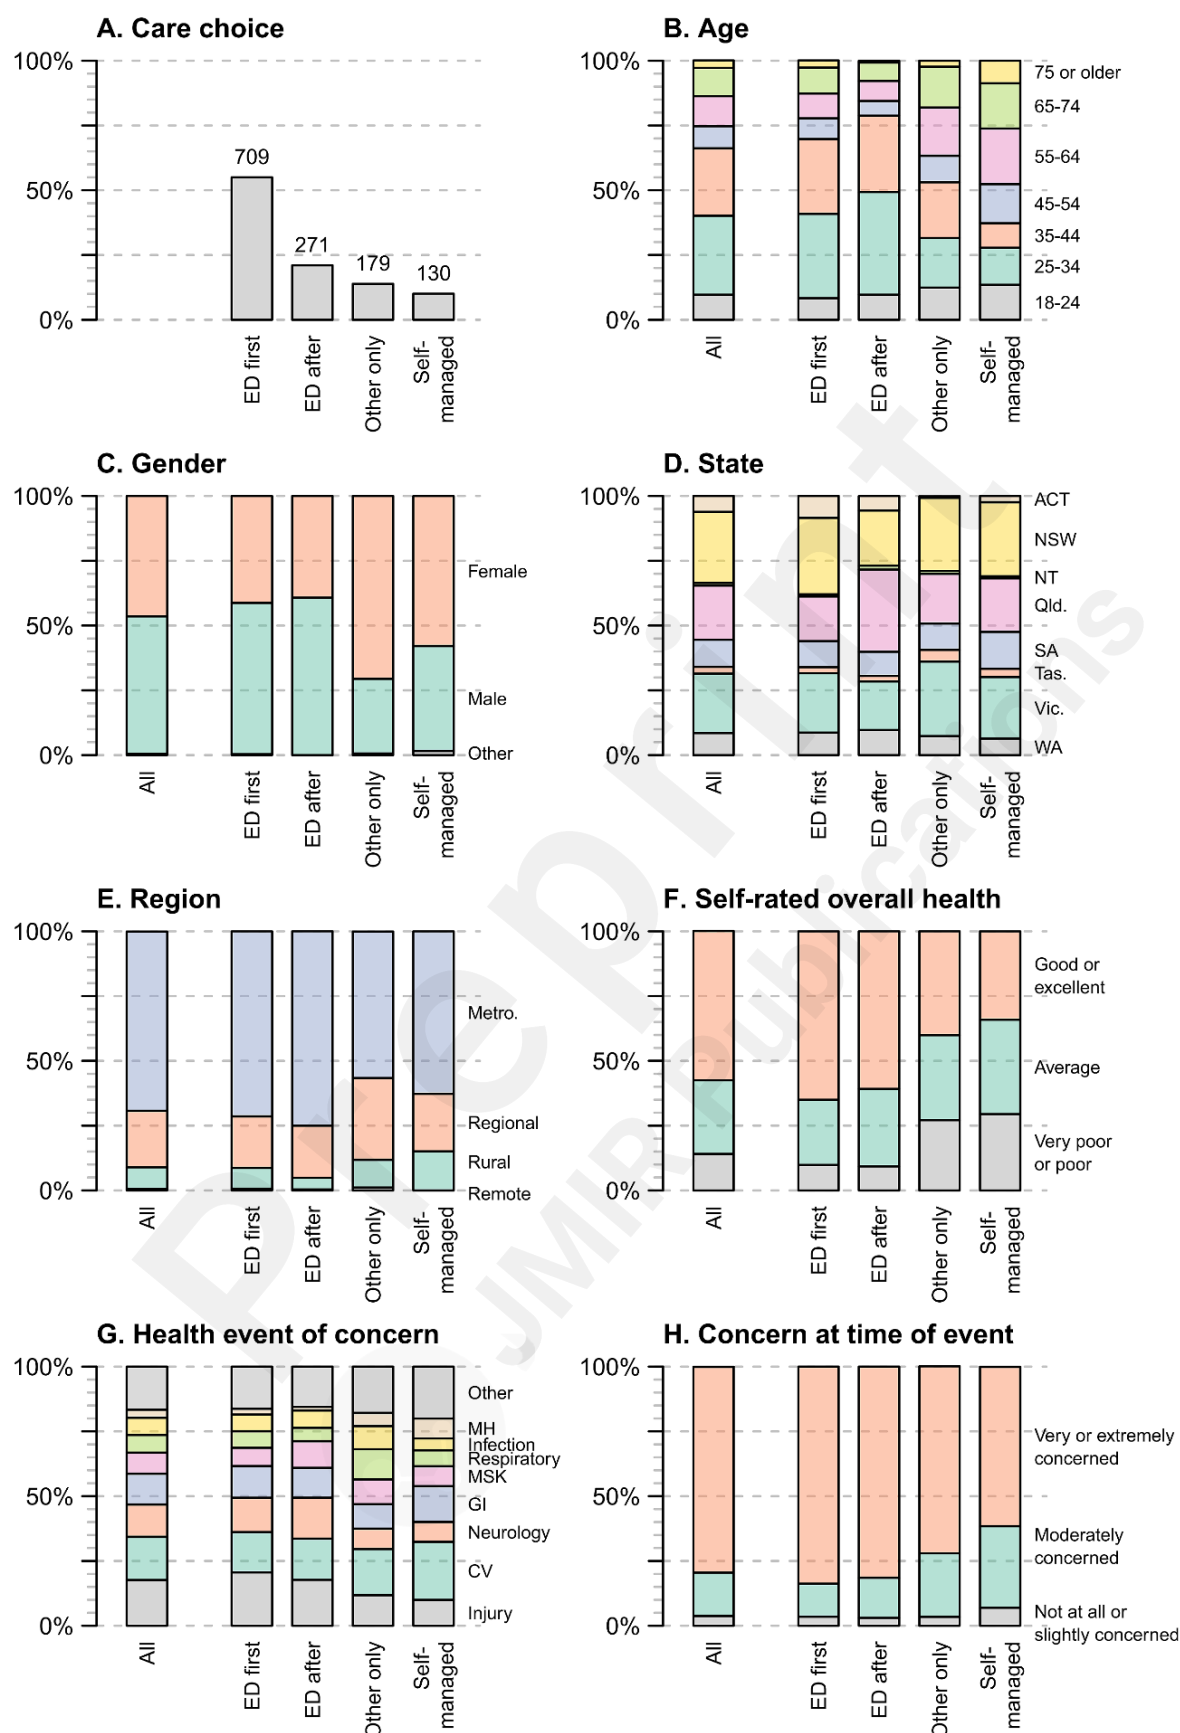 A. Care choice
100%
50%
0%
709
271
179
130
ED first
ED after
Other only
Self-
managed
B. Age
100%
50%
0%
75 or older
65-74
55-64
45-54
35-44
25-34
18-24
All
ED first
ED after
Other only
Self-
managed
C. Gender
100%
50%
0%
Female
Male
Other
All
ED first
ED after
Other only
Self-
managed
D. State
100%
50%
0%
ACT
NSW
NT
Qld.
SA
Tas.
Vic.
WA
All
ED first
ED after
Other only
Self-
managed
E. Region
100%
50%
0%
Metro.
Regional
Rural
Remote
All
ED first
ED after
Other only
Self-
managed
F. Self-rated overall health
100%
50%
0%
Good or
excellent
Average
Very poor
or poor
All
ED first
ED after
Other only
Self-
managed
G. Health event of concern
100%
50%
0%
Other
MH
Infection
Respiratory
MSK
GI
Neurology
CV
Injury
All
ED first
ED after
Other only
Self-
managed
H. Concern at time of event
100%
50%
0%
Very or extremely
concerned
Moderately
concerned
Not at all or
slightly concerned
All
ED first
ED after
Other only
Self-
managed
Preprint
JMIR Publications